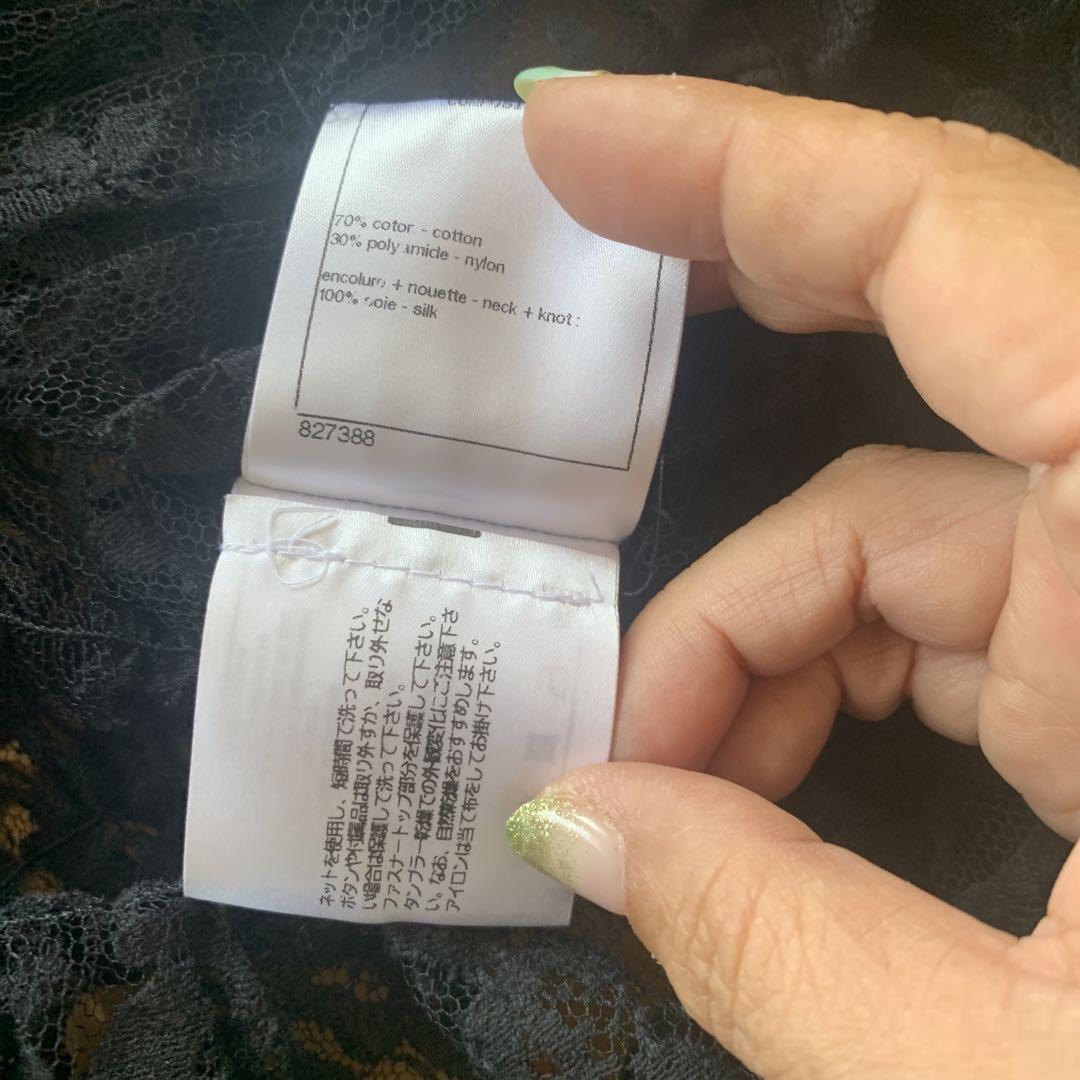 70% coton - cotton
30% polyamide - nylon
encolure + nouette - neck + knot :
100% soie - silk
827388
ネットを使用し、短時間で洗って下さい。
ボタンや付属品は取り外すか、取り外せな
い場合は保護して洗って下さい。
ファスナートップ部分を保護して下さい。
タンブラー乾燥での外観変化にご注意下さ
い。なお、自然乾燥をおすすめします。
アイロンは当て布をしてお掛け下さい。